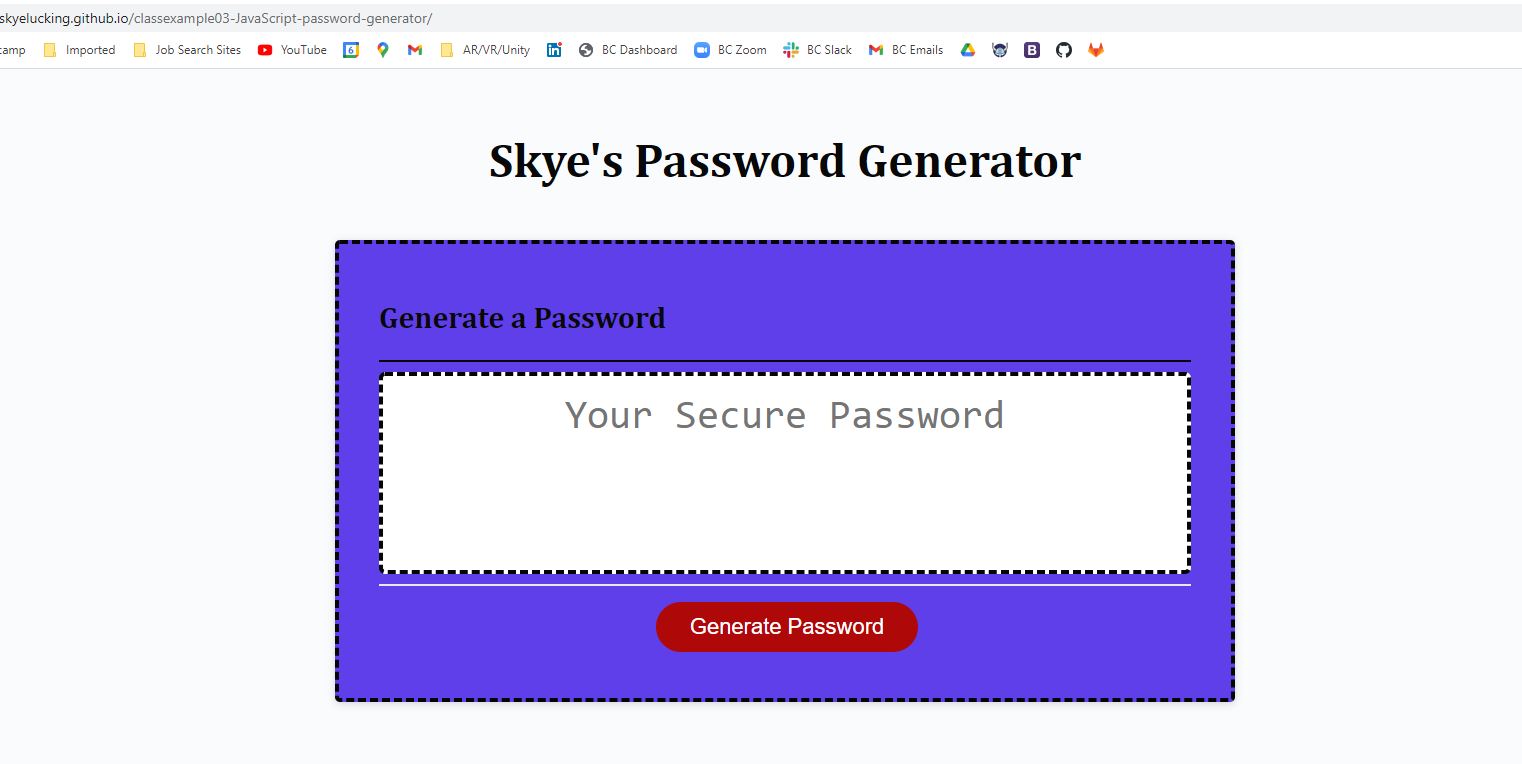 skyelucking.github.io/classexample03-JavaScript-password-generator/
camp Imported Job Search Sites YouTube 6 AR/VR/Unity in BC Dashboard BC Zoom BC Slack BC Emails B
Skye's Password Generator
Generate a Password
Your Secure Password
Generate Password